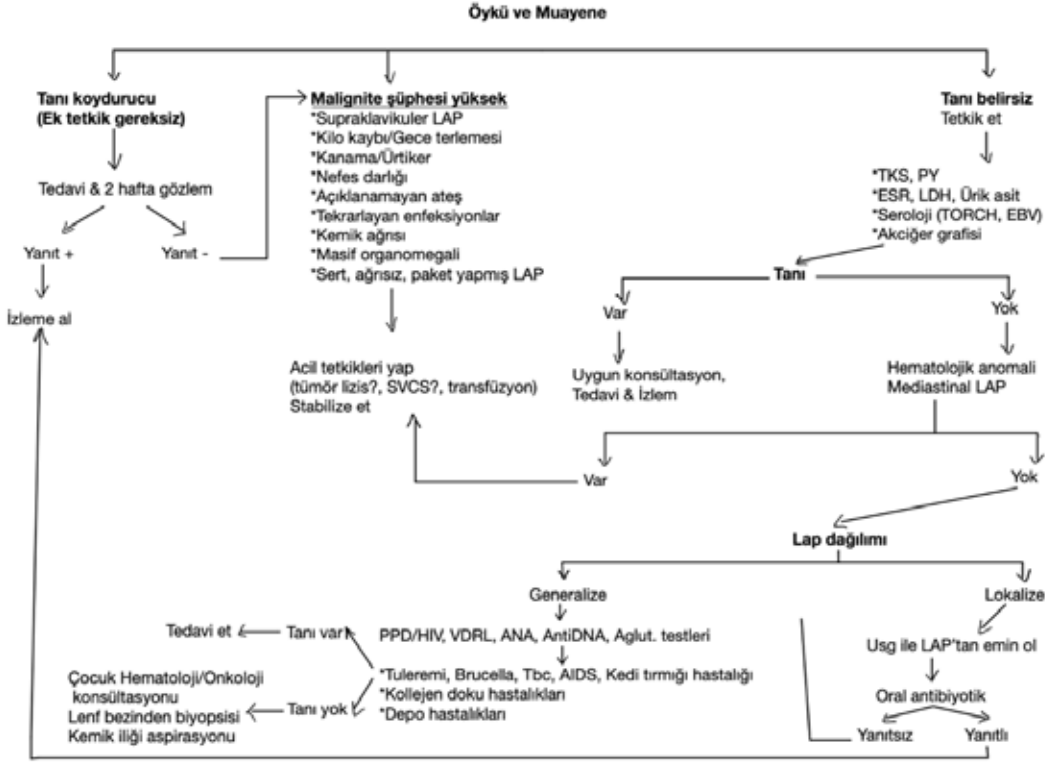 Öykü ve Muayene
Tanı koydurucu
(Ek tetkik gereksiz)
Tedavi & 2 hafta gözlem
Yanıt +
Yanıt -
İzleme al
Malignite şüphesi yüksek
*Supraklavikuler LAP
*Kilo kaybı/Gece terlemesi
*Kanama/Ürtiker
*Nefes darlığı
*Açıklanamayan ateş
*Tekrarlayan enfeksiyonlar
*Kemik ağrısı
*Masif organomegali
*Sert, ağrısız, paket yapmış LAP
Acil tetkikleri yap
(tümör lizis?, SVCS?, transfüzyon)
Stabilize et
Tanı belirsiz
Tetkik et
*TKS, PY
*ESR, LDH, Ürik asit
*Seroloji (TORCH, EBV)
*Akciğer grafisi
Tanı
Var
Yok
Uygun konsültasyon,
Tedavi & İzlem
Hematolojik anomali
Mediastinal LAP
Var
Yok
Lap dağılımı
Generalize
Lokalize
PPD/HIV, VDRL, ANA, AntiDNA, Aglut. testleri
*Tuleremi, Brucella, Tbc, AIDS, Kedi tırmığı hastalığı
*Kollejen doku hastalıkları
*Depo hastalıkları
Tanı var
Tedavi et
Tanı yok
Çocuk Hematoloji/Onkoloji
konsültasyonu
Lenf bezinden biyopsisi
Kemik iliği aspirasyonu
Usg ile LAP'tan emin ol
Oral antibiyotik
Yanıtsız
Yanıtlı